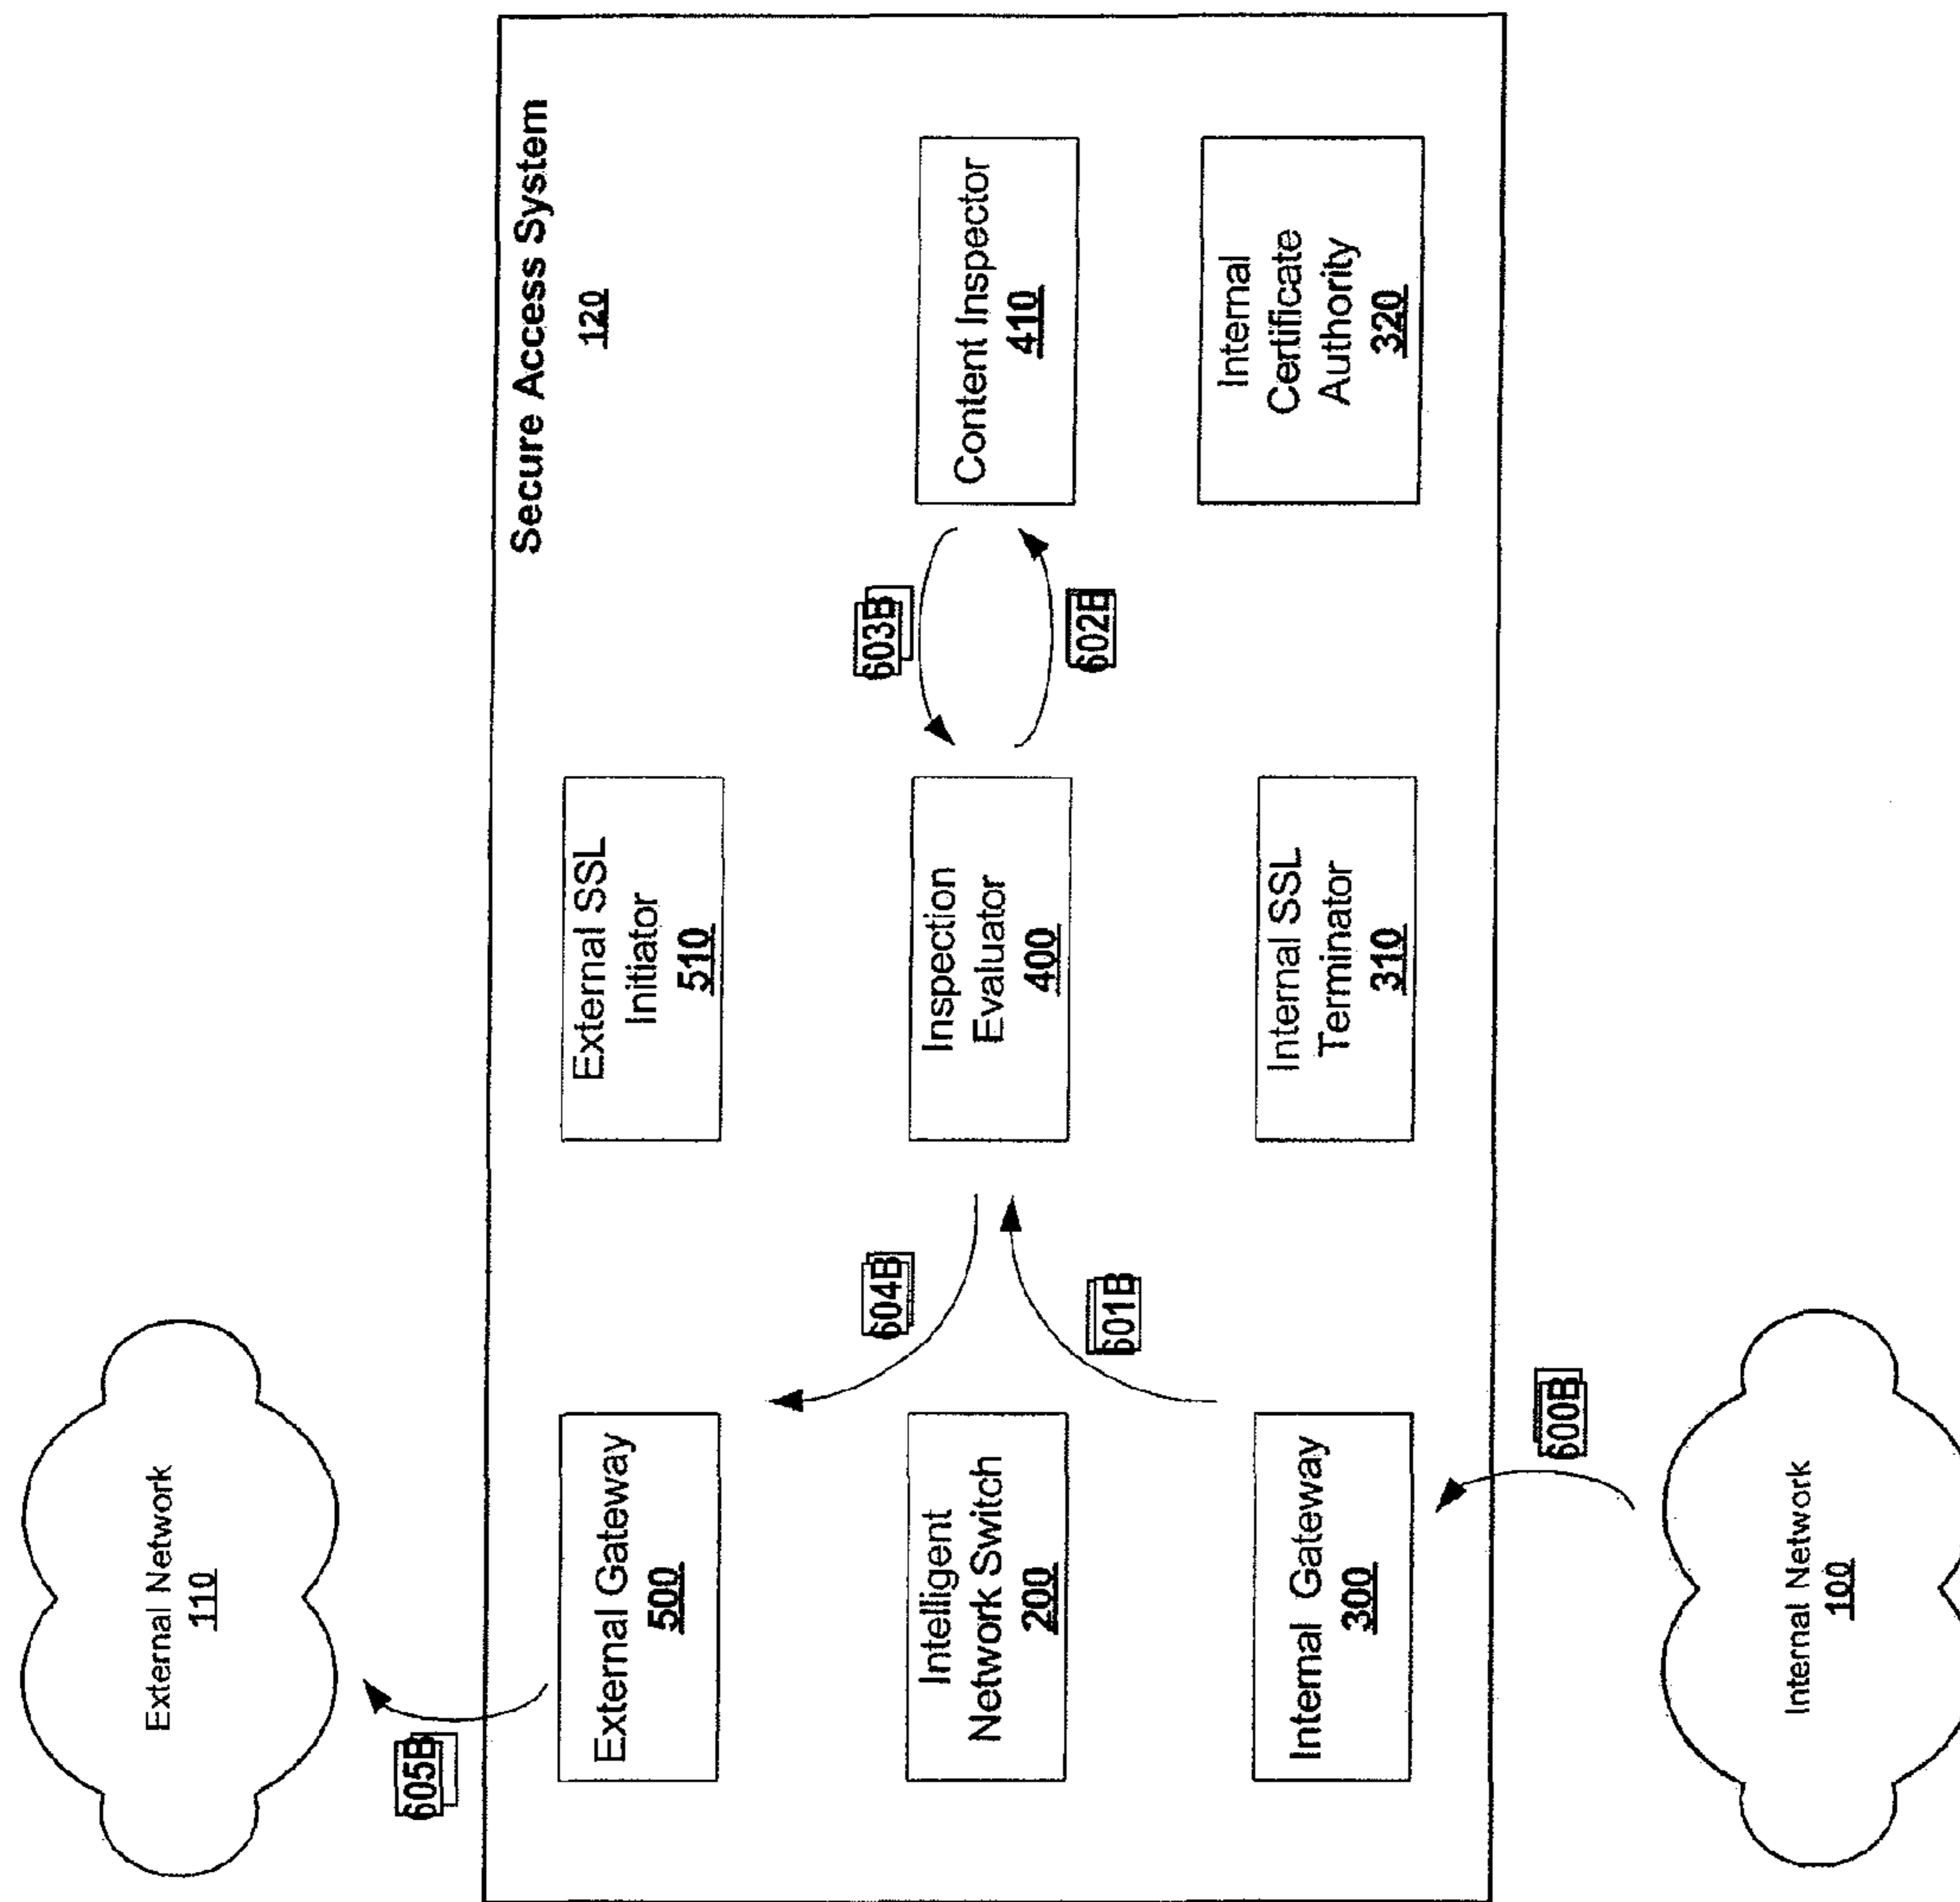 External Network
110
Secure Access System
120
External Gateway
500
External SSL
Initiator
510
605B
604B
603B
Intelligent
Network Switch
200
Inspection
Evaluator
400
Content Inspector
410
601B
602B
Internal Gateway
300
Internal SSL
Terminator
310
Internal
Certificate
Authority
320
600B
Internal Network
100